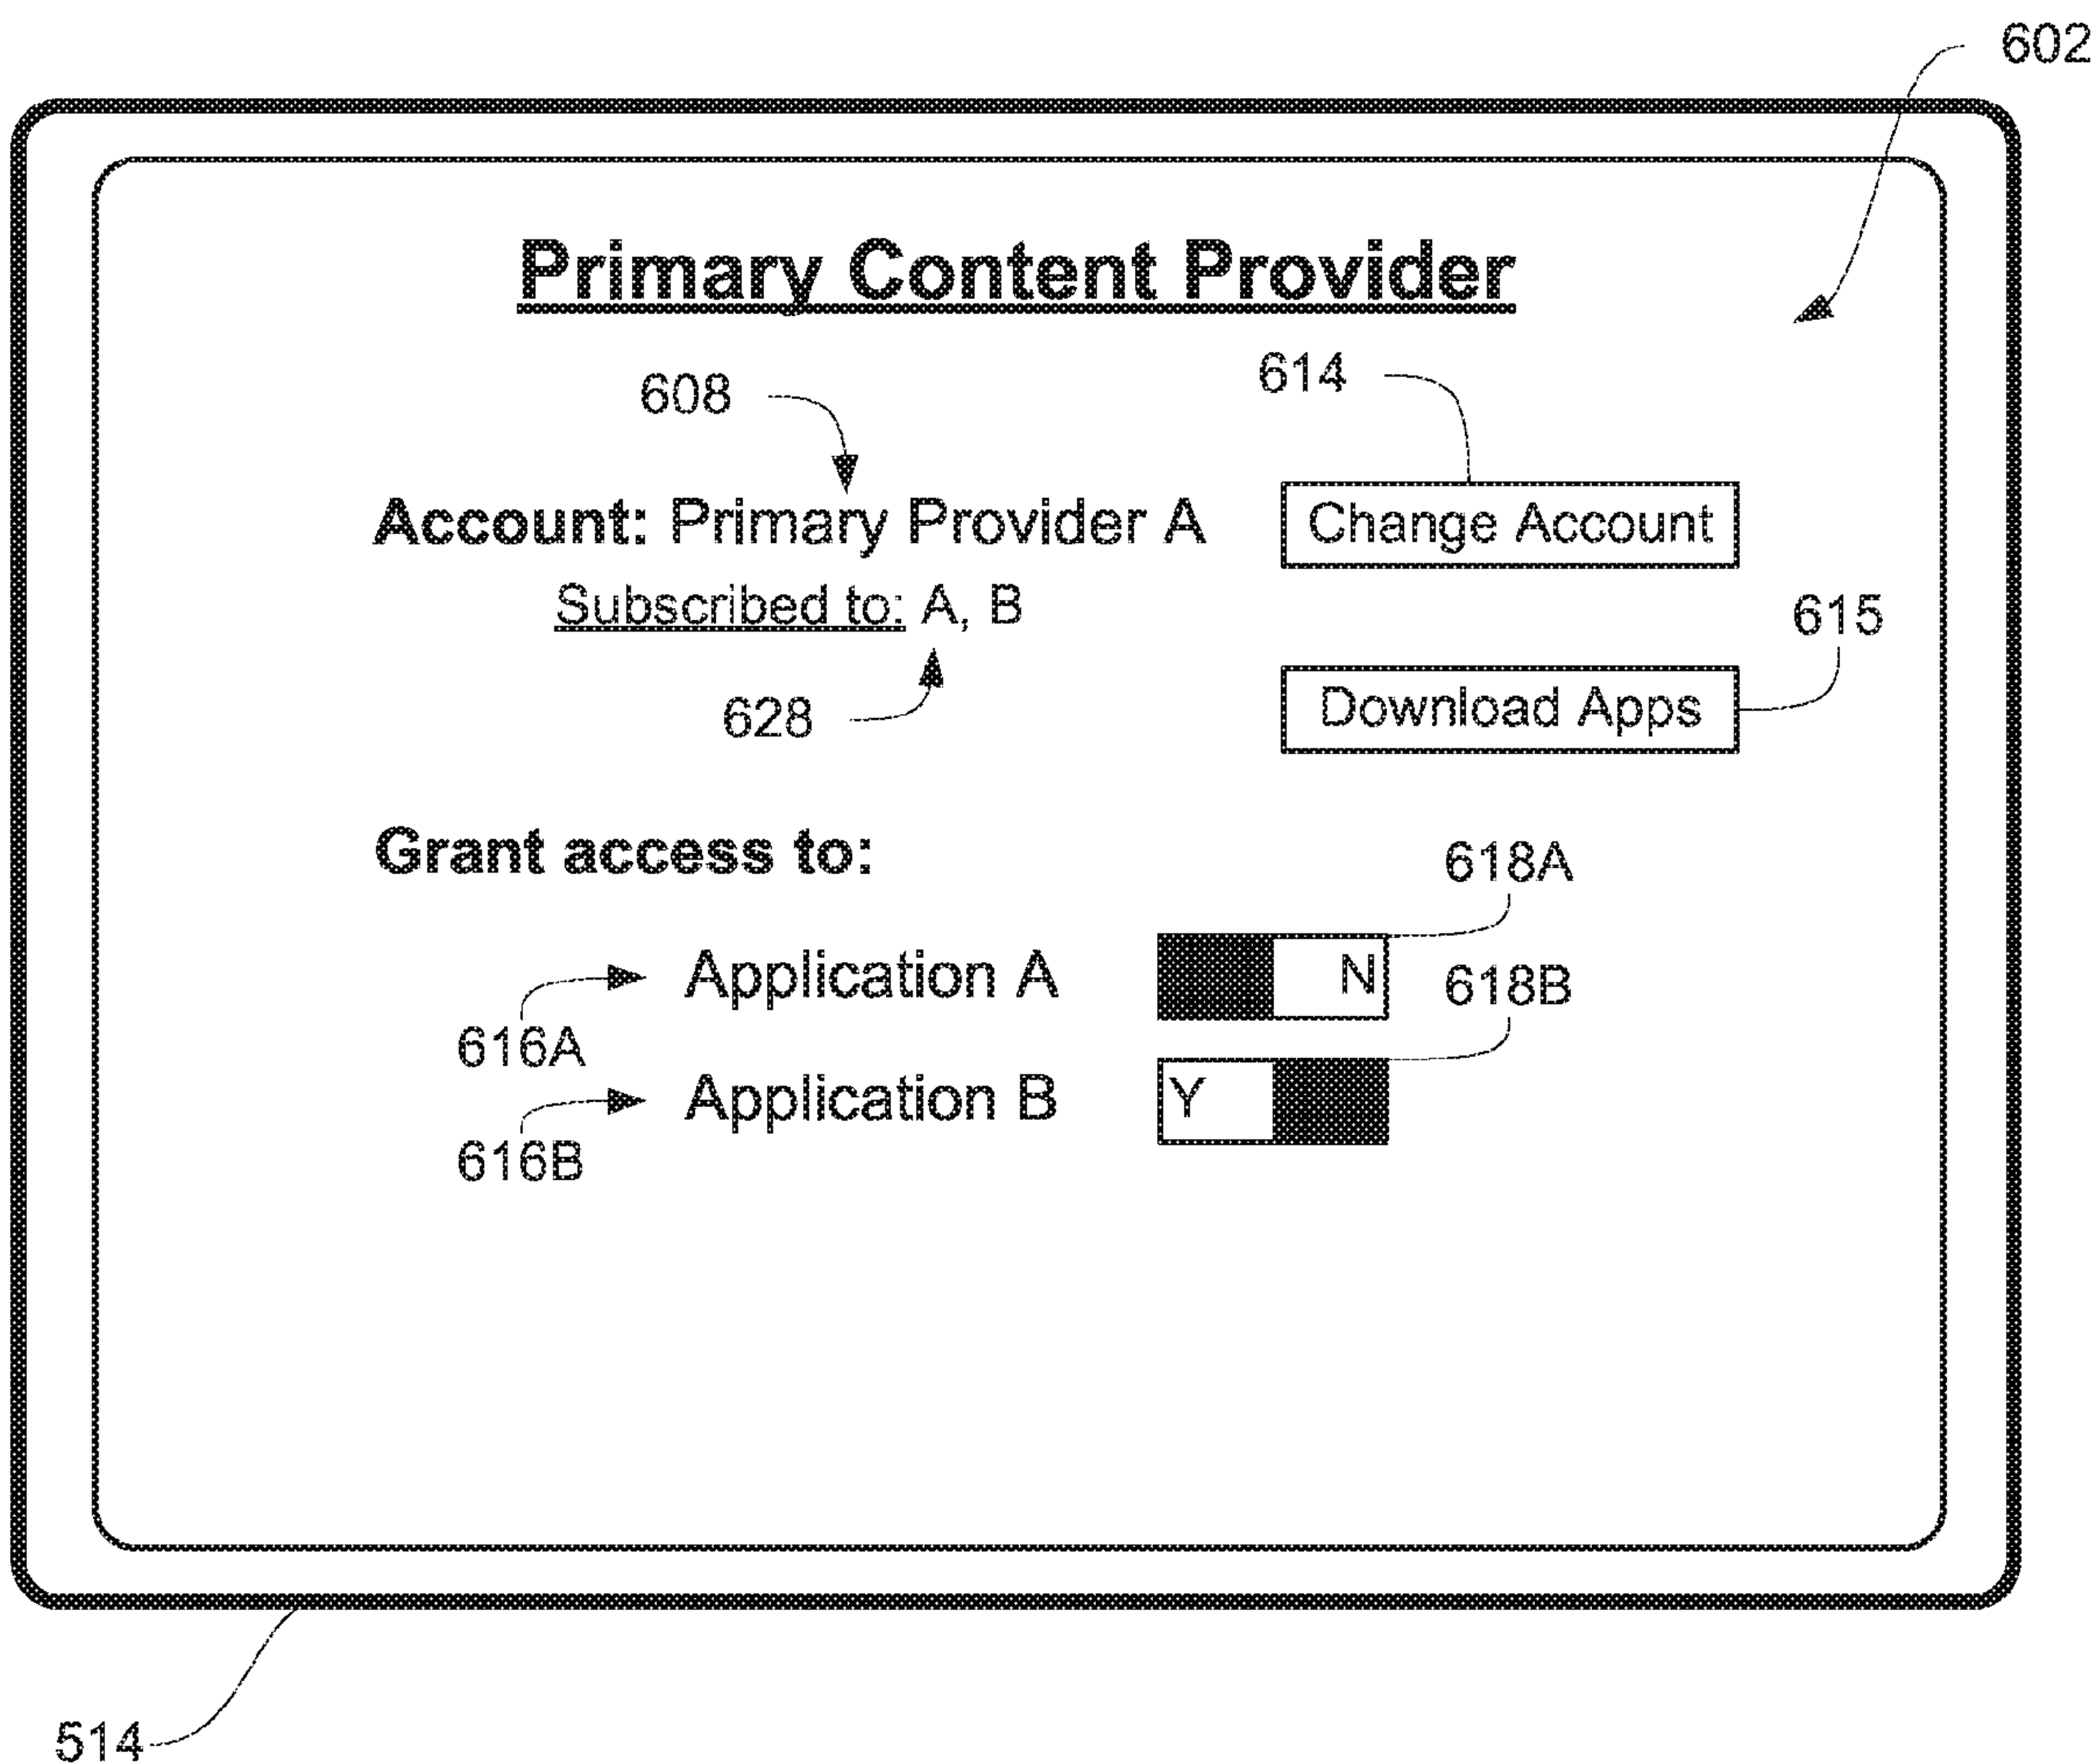 602
Primary Content Provider
608
614
Account: Primary Provider A
Change Account
Subscribed to: A, B
615
628
Download Apps
Grant access to:
618A
Application A
N
618B
616A
Application B
Y
616B
514